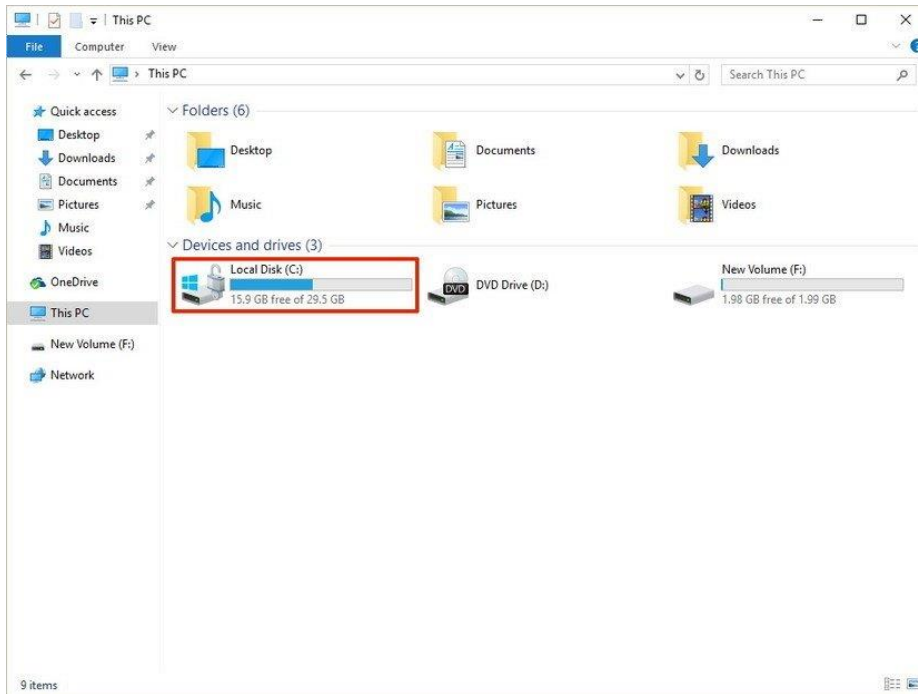 This PC
File Computer View
This PC
Search This PC
Quick access
Desktop
Downloads
Documents
Pictures
Music
Videos
OneDrive
This PC
New Volume (F:)
Network
Folders (6)
Desktop
Documents
Downloads
Music
Pictures
Videos
Devices and drives (3)
Local Disk (C:)
15.9 GB free of 29.5 GB
DVD
DVD Drive (D:)
New Volume (F:)
1.98 GB free of 1.99 GB
9 items